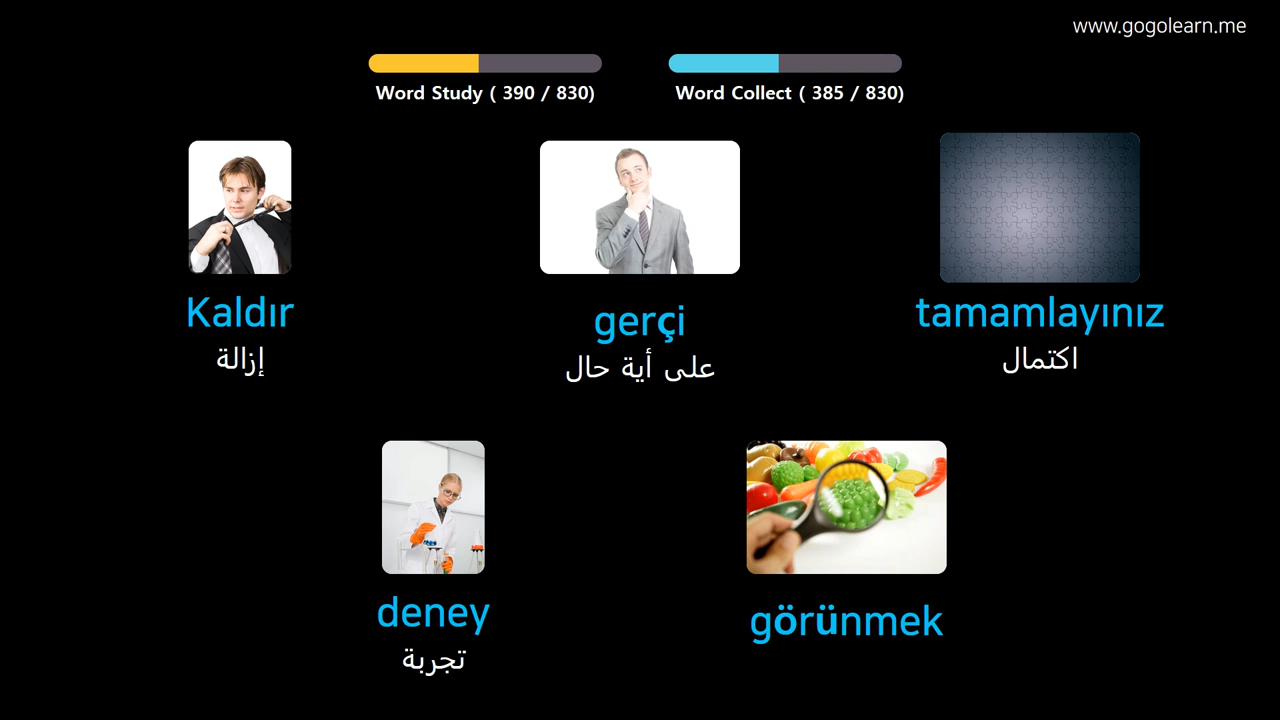 www.gogolearn.me
Word Study ( 390 / 830)
Word Collect ( 385 / 830)
Kaldır
إزالة
gerçi
على أية حال
tamamlayınız
اكتمال
deney
تجربة
görünmek